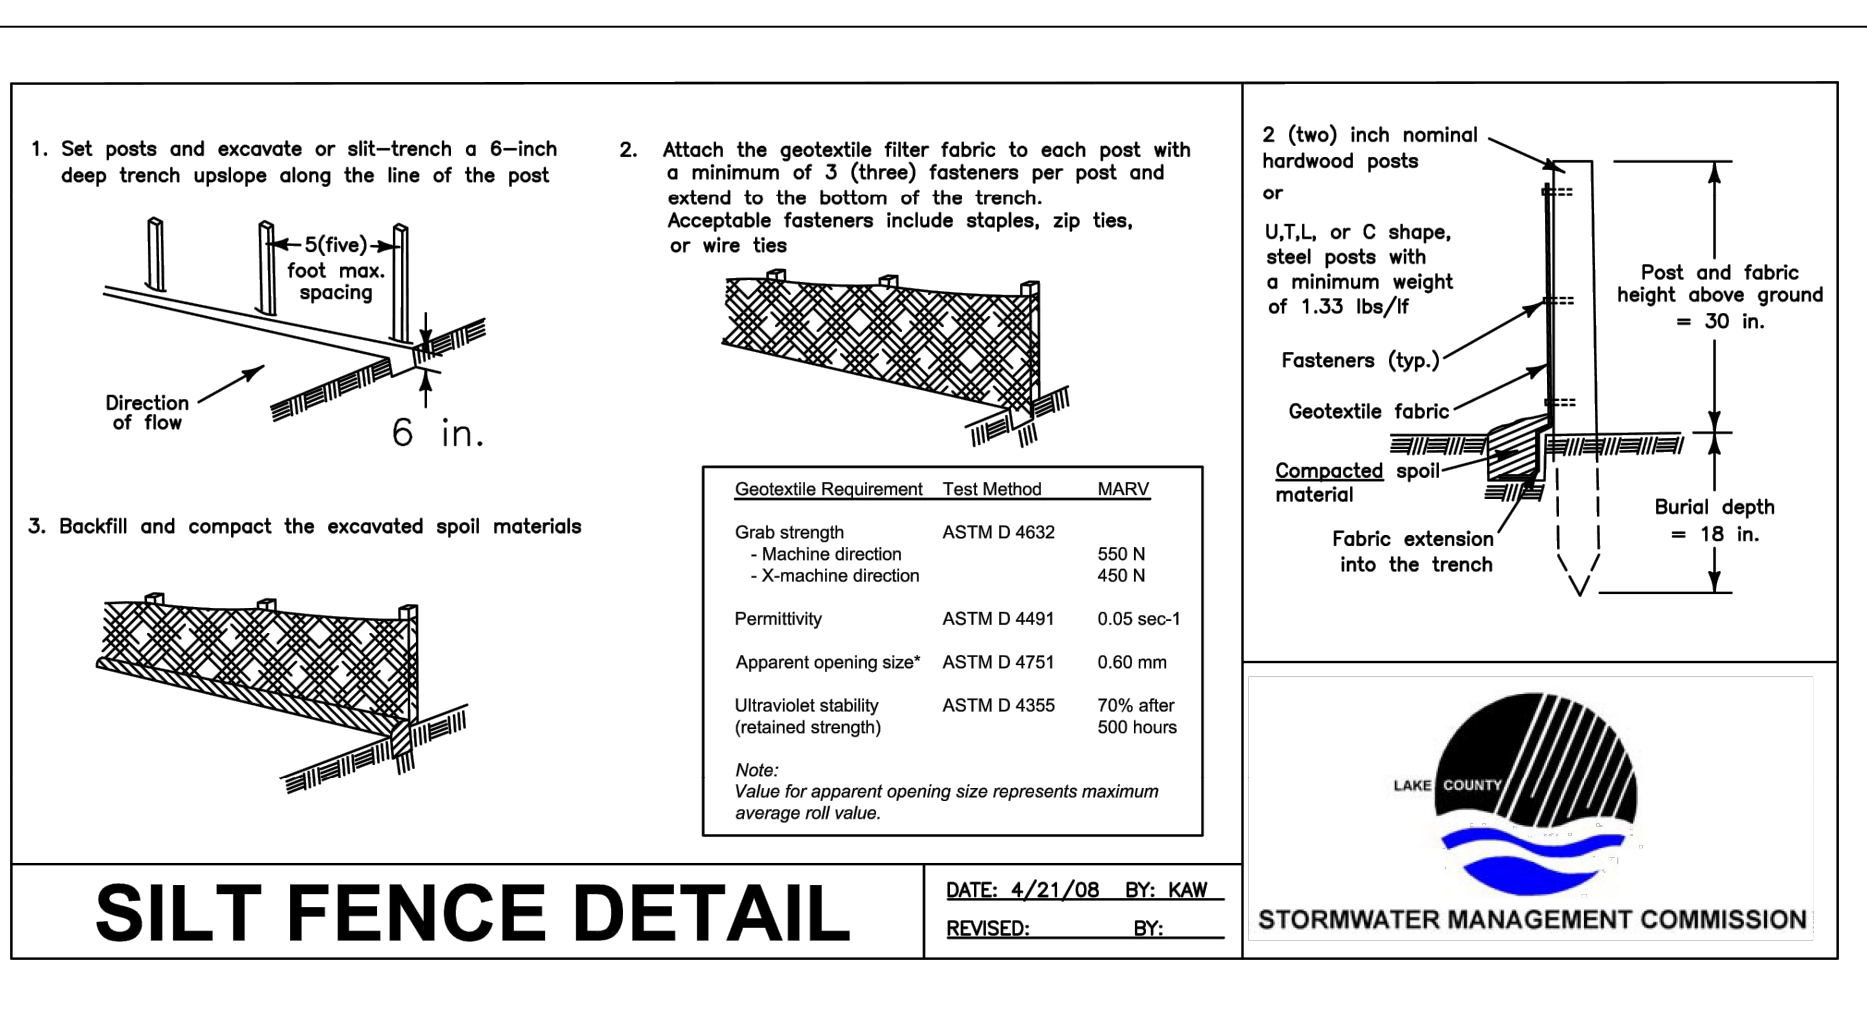 1. Set posts and excavate or slit-trench a 6-inch
deep trench upslope along the line of the post
5(five)
foot max.
spacing
Direction
of flow
6 in.
2. Attach the geotextile filter fabric to each post with
a minimum of 3 (three) fasteners per post and
extend to the bottom of the trench.
Acceptable fasteners include staples, zip ties,
or wire ties
3. Backfill and compact the excavated spoil materials
Geotextile Requirement Test Method MARV
Grab strength ASTM D 4632
- Machine direction 550 N
- X-machine direction 450 N
Permittivity ASTM D 4491 0.05 sec-1
Apparent opening size* ASTM D 4751 0.60 mm
Ultraviolet stability ASTM D 4355 70% after
(retained strength) 500 hours
Note:
Value for apparent opening size represents maximum
average roll value.
2 (two) inch nominal
hardwood posts
or
U,T,L, or C shape,
steel posts with
a minimum weight
of 1.33 lbs/lf
Fasteners (typ.)
Geotextile fabric
Compacted spoil
material
Fabric extension
into the trench
Post and fabric
height above ground
= 30 in.
Burial depth
= 18 in.
SILT FENCE DETAIL
DATE: 4/21/08 BY: KAW
REVISED: BY:
LAKE COUNTY
STORMWATER MANAGEMENT COMMISSION